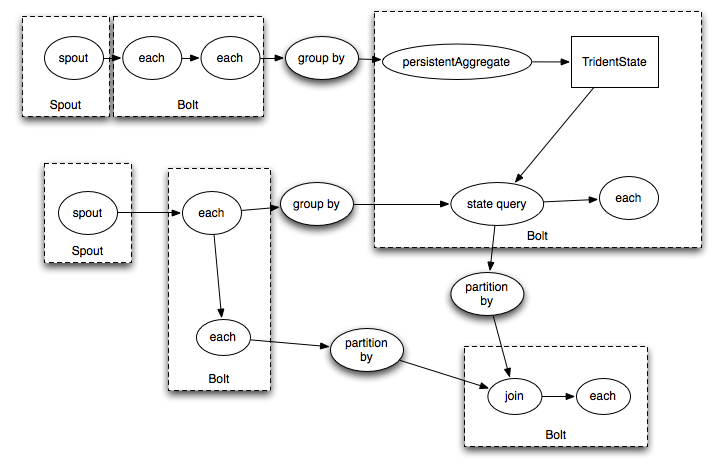 spout
each
each
group by
persistentAggregate
TridentState
Spout
Bolt
spout
each
group by
state query
each
Spout
Bolt
partition
by
each
partition
by
Bolt
join
each
Bolt